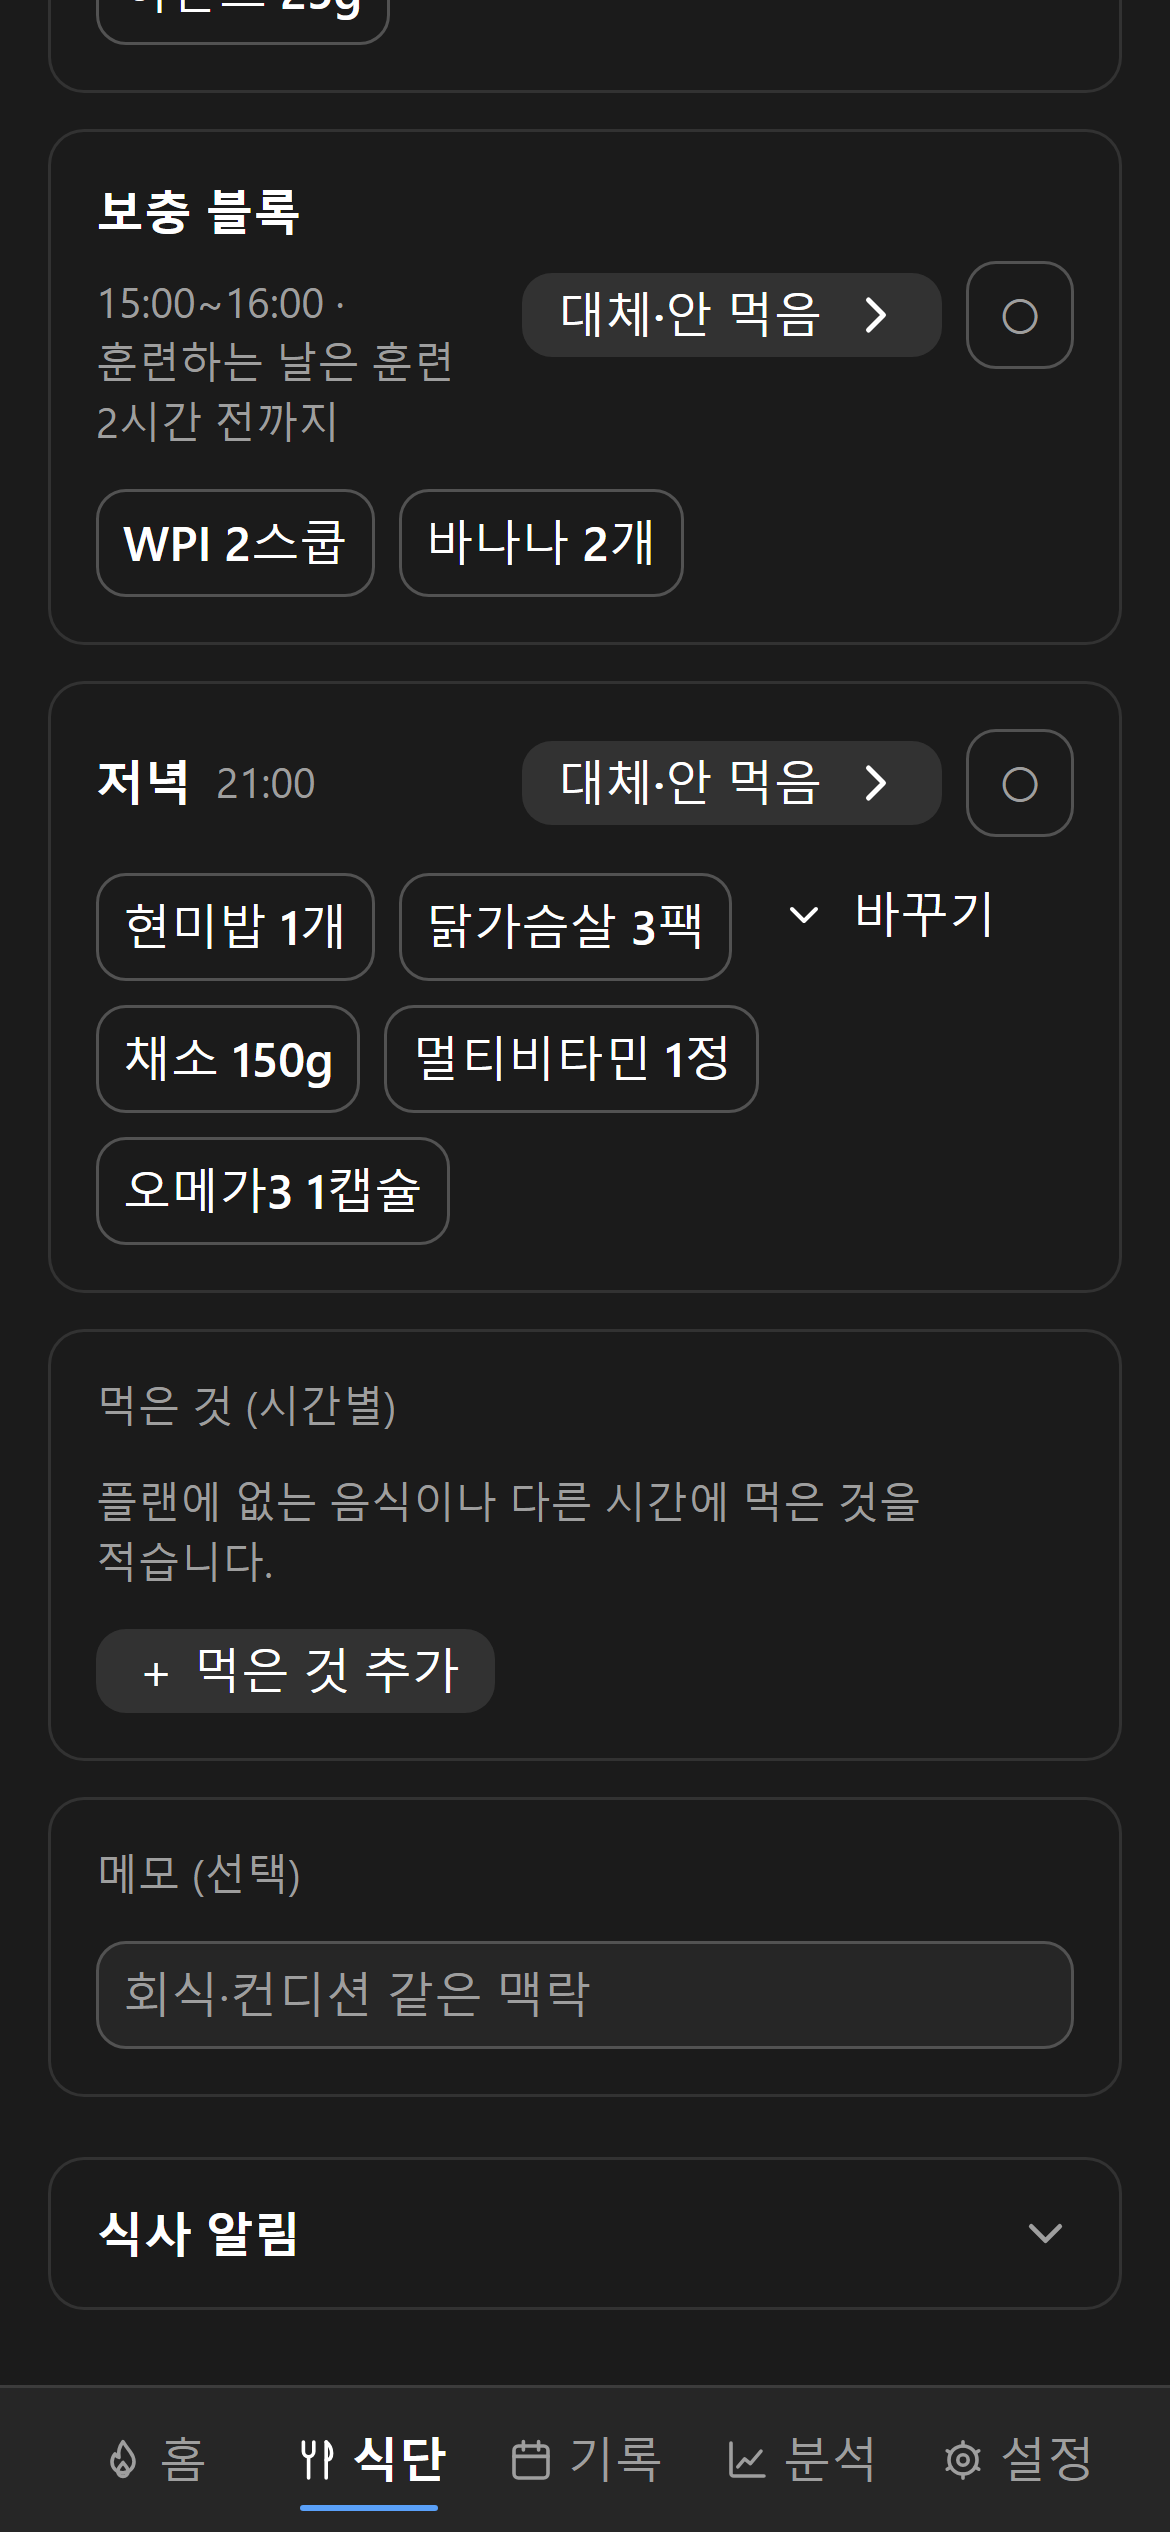 25g
보충 블록
15:00~16:00 ·
훈련하는 날은 훈련
2시간 전까지
대체·안 먹음
WPI 2스쿱
바나나 2개
저녁 21:00
대체·안 먹음
현미밥 1개
닭가슴살 3팩
바꾸기
채소 150g
멀티비타민 1정
오메가3 1캡슐
먹은 것 (시간별)
플랜에 없는 음식이나 다른 시간에 먹은 것을
적습니다.
+ 먹은 것 추가
메모 (선택)
회식·컨디션 같은 맥락
식사 알림
홈
식단
기록
분석
설정